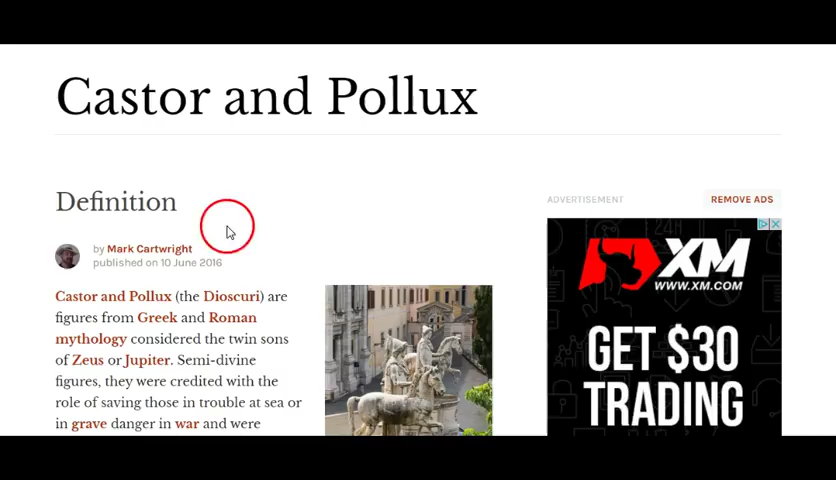 Castor and Pollux
Definition
by Mark Cartwright
published on 10 June 2016
Castor and Pollux (the Dioscuri) are
figures from Greek and Roman
mythology considered the twin sons
of Zeus or Jupiter. Semi-divine
figures, they were credited with the
role of saving those in trouble at sea or
in grave danger in war and were
ADVERTISEMENT
REMOVE ADS
XM
WWW.XM.COM
GET $30
TRADING